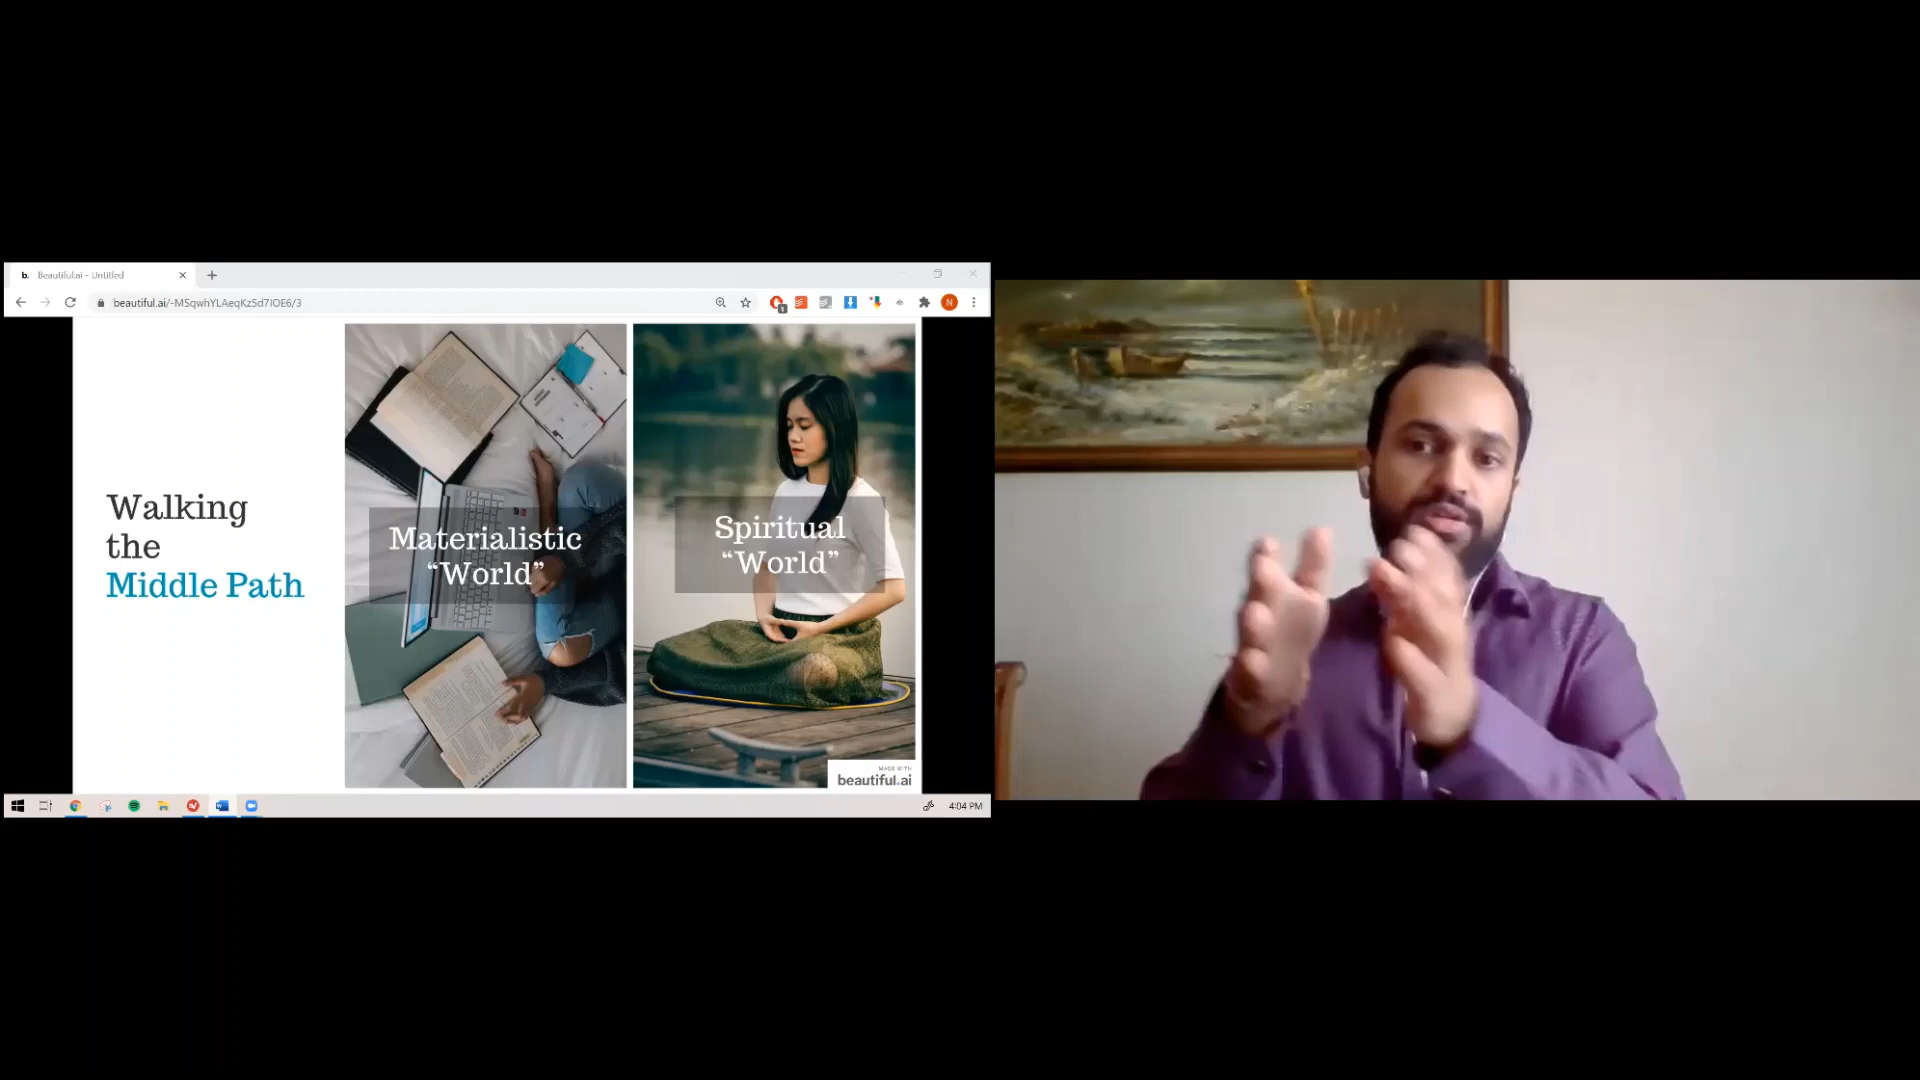 b. Beautiful.ai - Untitled
beautiful.ai/-MSqwhYLAeqKz5d7IOE6/3
N
Walking
the
Middle Path
Materialistic
“World”
Spiritual
“World”
MADE WITH
beautiful.ai
4:04 PM